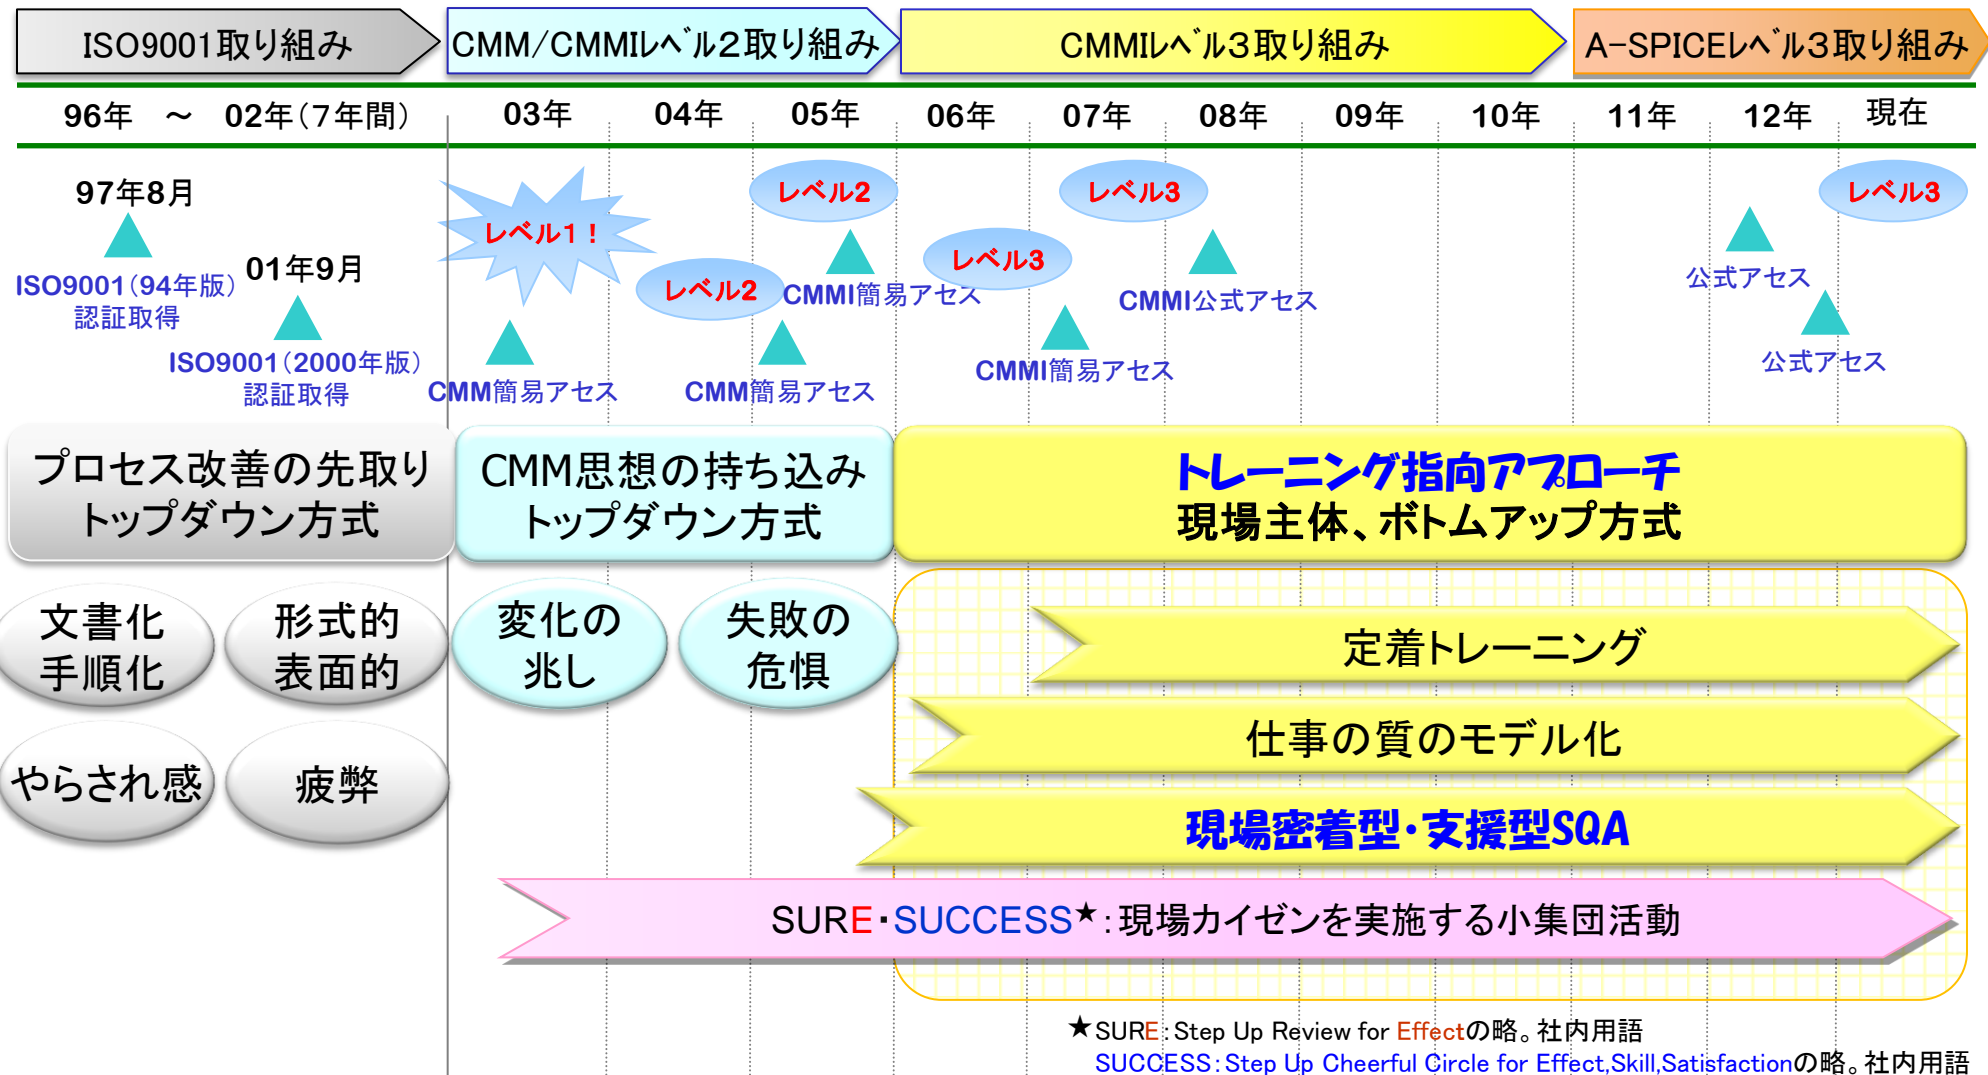 ISO9001取り組み
CMM/CMMIレベル2取り組み
CMMIレベル3取り組み
A-SPICEレベル3取り組み
96年 ～ 02年(7年間)
03年
04年
05年
06年
07年
08年
09年
10年
11年
12年
現在
97年8月
ISO9001(94年版)
認証取得
01年9月
ISO9001(2000年版)
認証取得
レベル1！
CMM簡易アセス
レベル2
CMM簡易アセス
レベル2
CMMI簡易アセス
レベル3
CMMI簡易アセス
レベル3
CMMI公式アセス
公式アセス
公式アセス
レベル3
プロセス改善の先取り
トップダウン方式
CMM思想の持ち込み
トップダウン方式
トレーニング指向アプローチ
現場主体、ボトムアップ方式
文書化
手順化
形式的
表面的
変化の
兆し
失敗の
危惧
やらされ感
疲弊
定着トレーニング
仕事の質のモデル化
現場密着型・支援型SQA
SURE・SUCCESS★：現場カイゼンを実施する小集団活動
★SURE：Step Up Review for Effectの略。社内用語
SUCCESS：Step Up Cheerful Circle for Effect,Skill,Satisfactionの略。社内用語